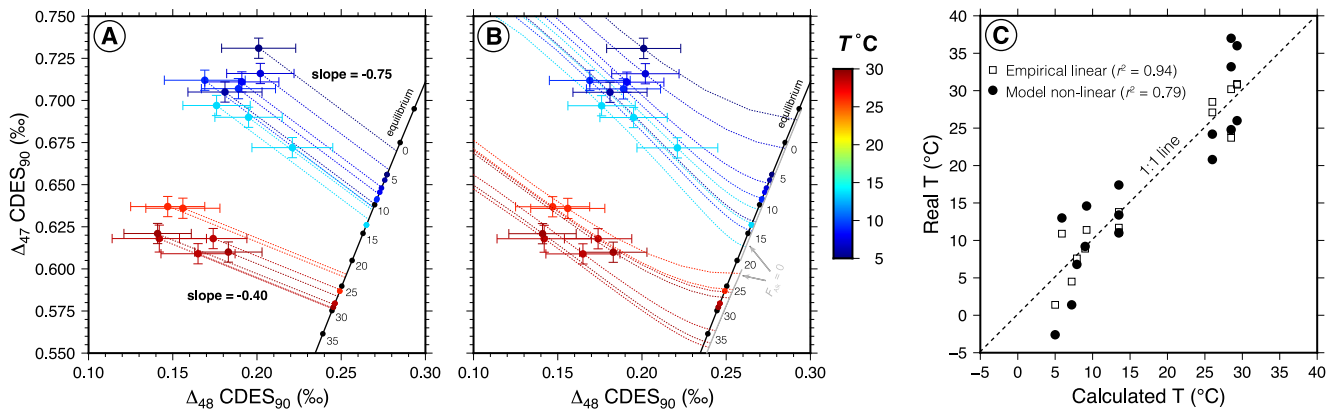 A
slope = -0.75
equilibrium
0
5
10
15
20
25
30
35
slope = -0.40
0.750
0.725
0.700
0.675
0.650
0.625
0.600
0.575
0.550
Δ47 CDES90 (‰)
0.10 0.15 0.20 0.25 0.30
Δ48 CDES90 (‰)
B
equilibrium
0
5
10
15
20
25
30
35
0.10 0.15 0.20 0.25 0.30
Δ48 CDES90 (‰)
T°C
30
25
20
15
10
5
C
Empirical linear (r² = 0.94)
Model non-linear (r² = 0.79)
1:1 line
40
35
30
25
20
15
10
5
0
-5
Real T (°C)
-5 0 5 10 15 20 25 30 35 40
Calculated T (°C)